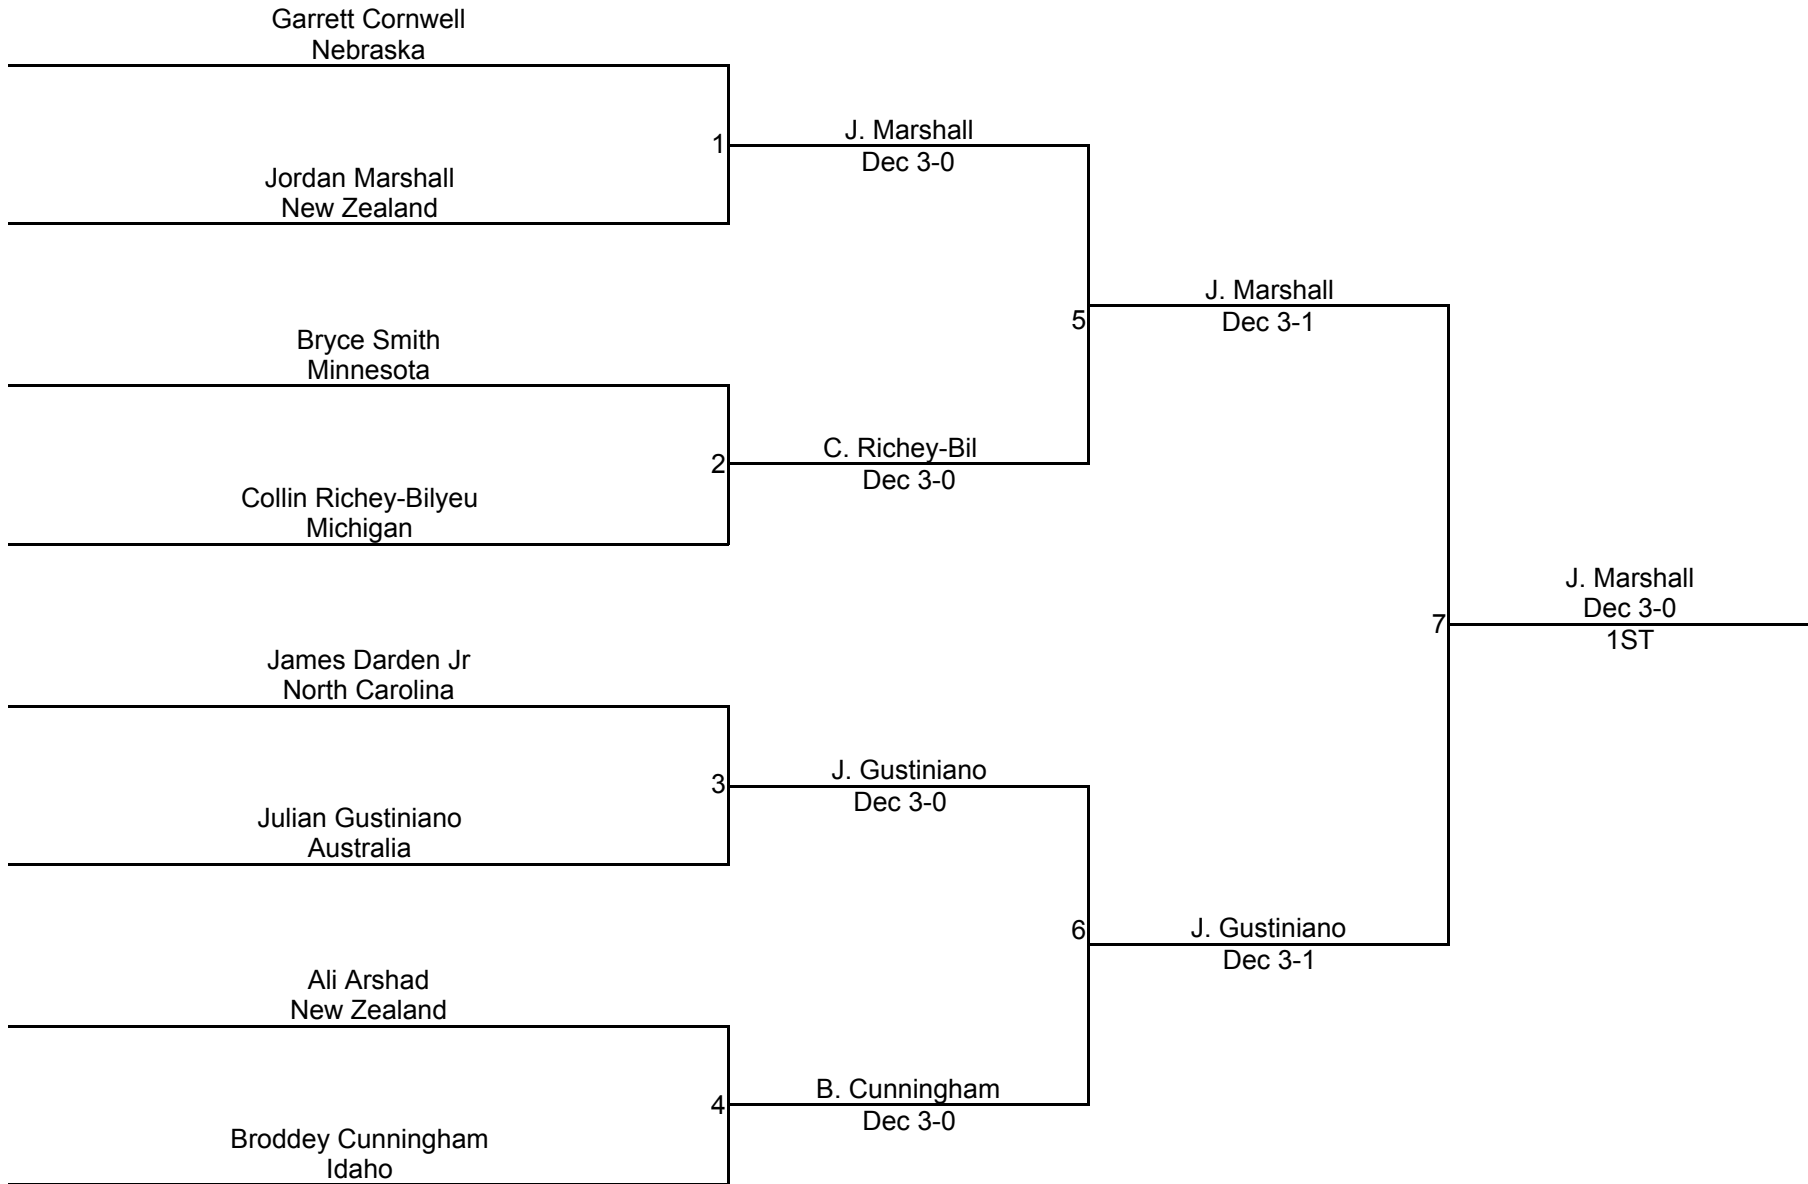 Garrett Cornwell
Nebraska
1
J. Marshall
Dec 3-0
Jordan Marshall
New Zealand
5
J. Marshall
Dec 3-1
Bryce Smith
Minnesota
2
C. Richey-Bil
Dec 3-0
Collin Richey-Bilyeu
Michigan
7
J. Marshall
Dec 3-0
1ST
James Darden Jr
North Carolina
3
J. Gustiniano
Dec 3-0
Julian Gustiniano
Australia
6
J. Gustiniano
Dec 3-1
Ali Arshad
New Zealand
4
B. Cunningham
Dec 3-0
Broddey Cunningham
Idaho